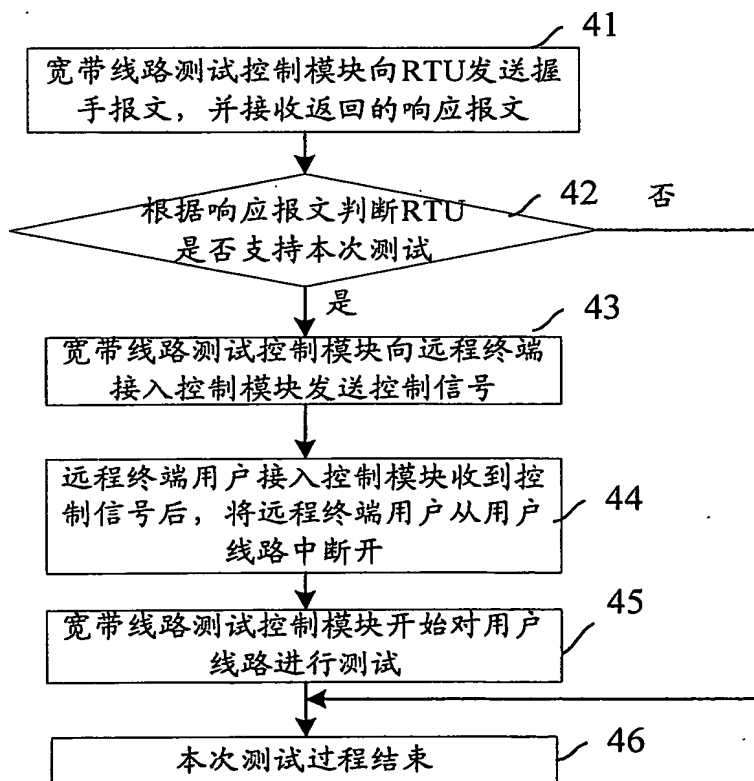 41
宽带线路测试控制模块向RTU发送握
手报文，并接收返回的响应报文
42
否
根据响应报文判断RTU
是否支持本次测试
是
43
宽带线路测试控制模块向远程终端
接入控制模块发送控制信号
远程终端用户接入控制模块收到控
制信号后，将远程终端用户从用户
线路中断开
44
45
宽带线路测试控制模块开始对用户
线路进行测试
46
本次测试过程结束